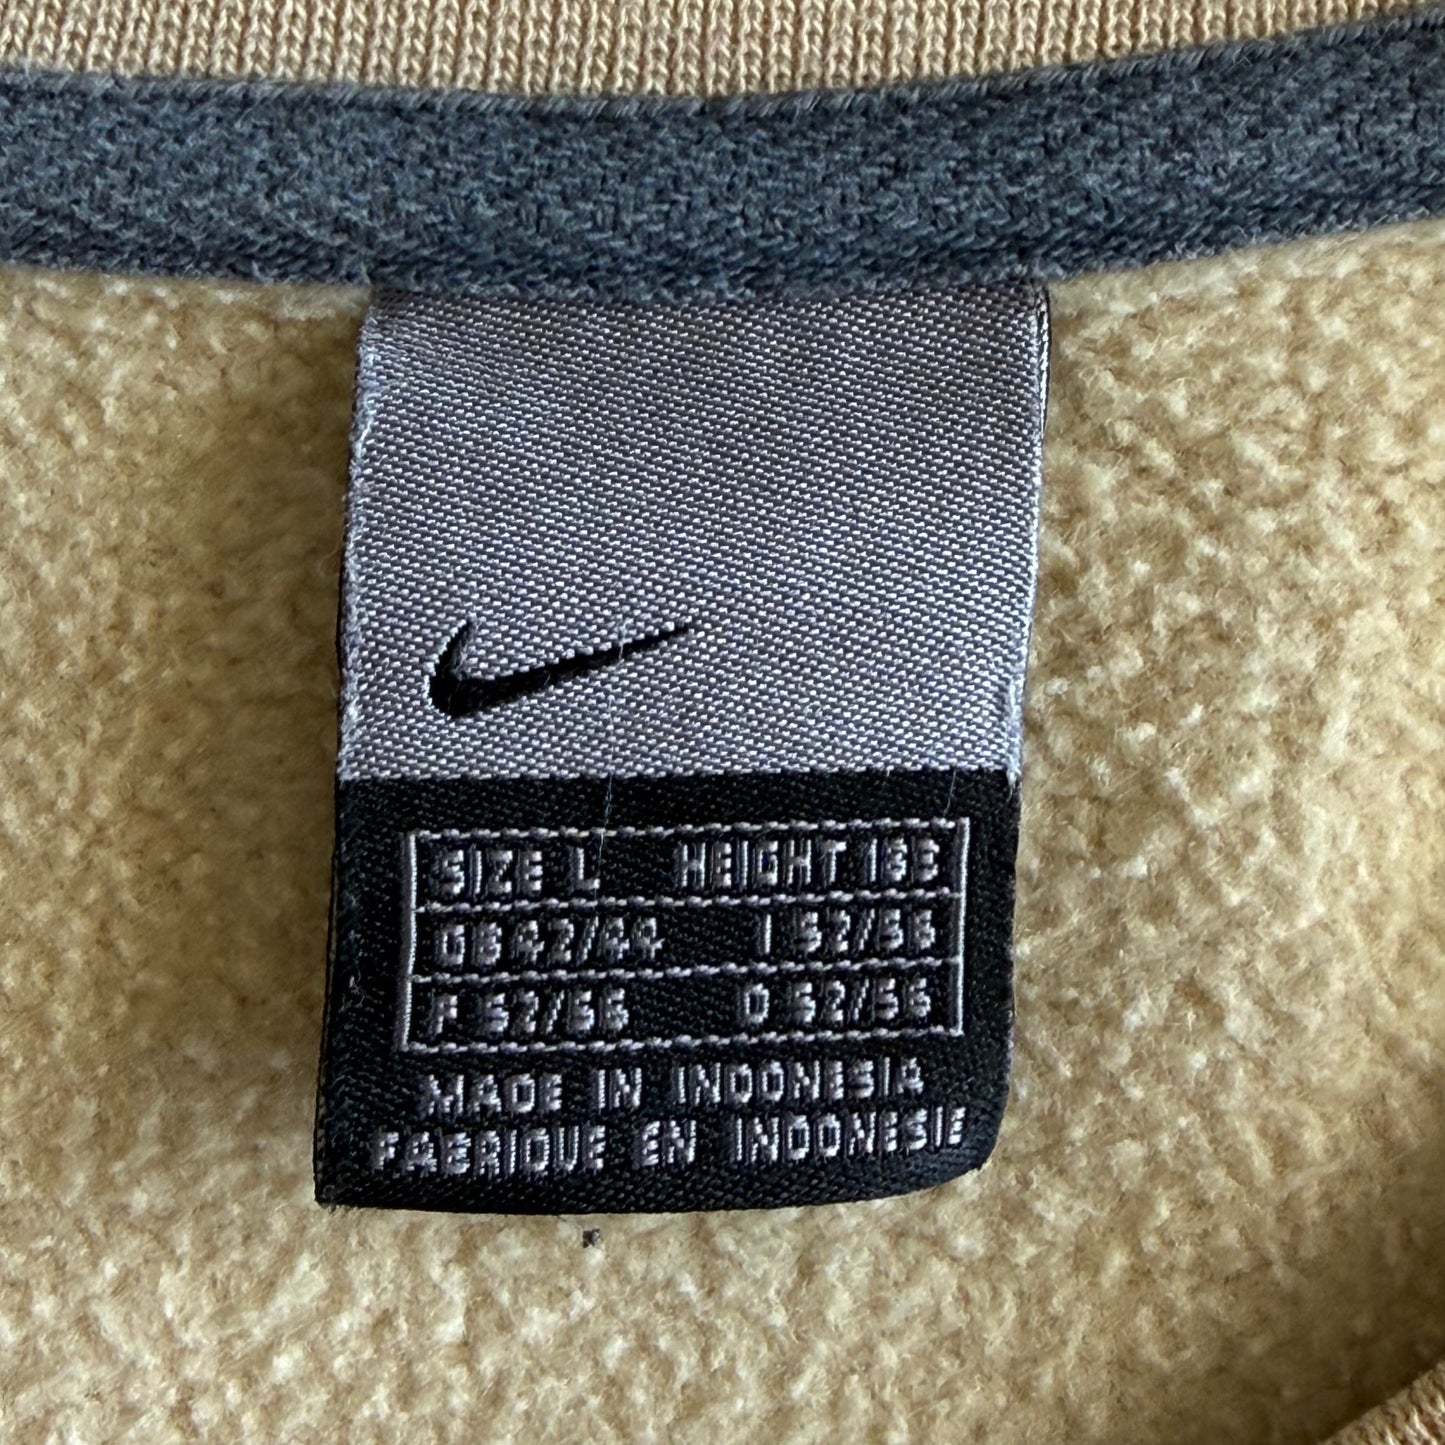 SIZE L HEIGHT 183
GB 42/44 I 52/56
F 52/56 D 52/56
MADE IN INDONESIA
FABRIQUE EN INDONESIE